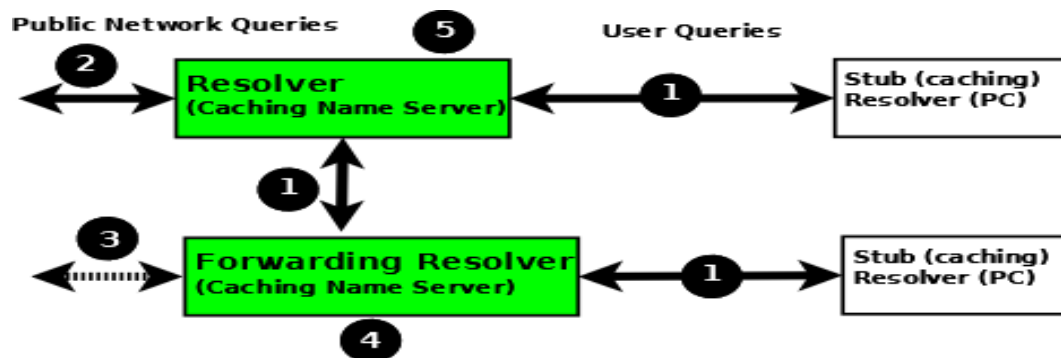 Public Network Queries
5
User Queries
2
Resolver
(Caching Name Server)
1
Stub (caching)
Resolver (PC)
1
3
Forwarding Resolver
(Caching Name Server)
1
Stub (caching)
Resolver (PC)
4